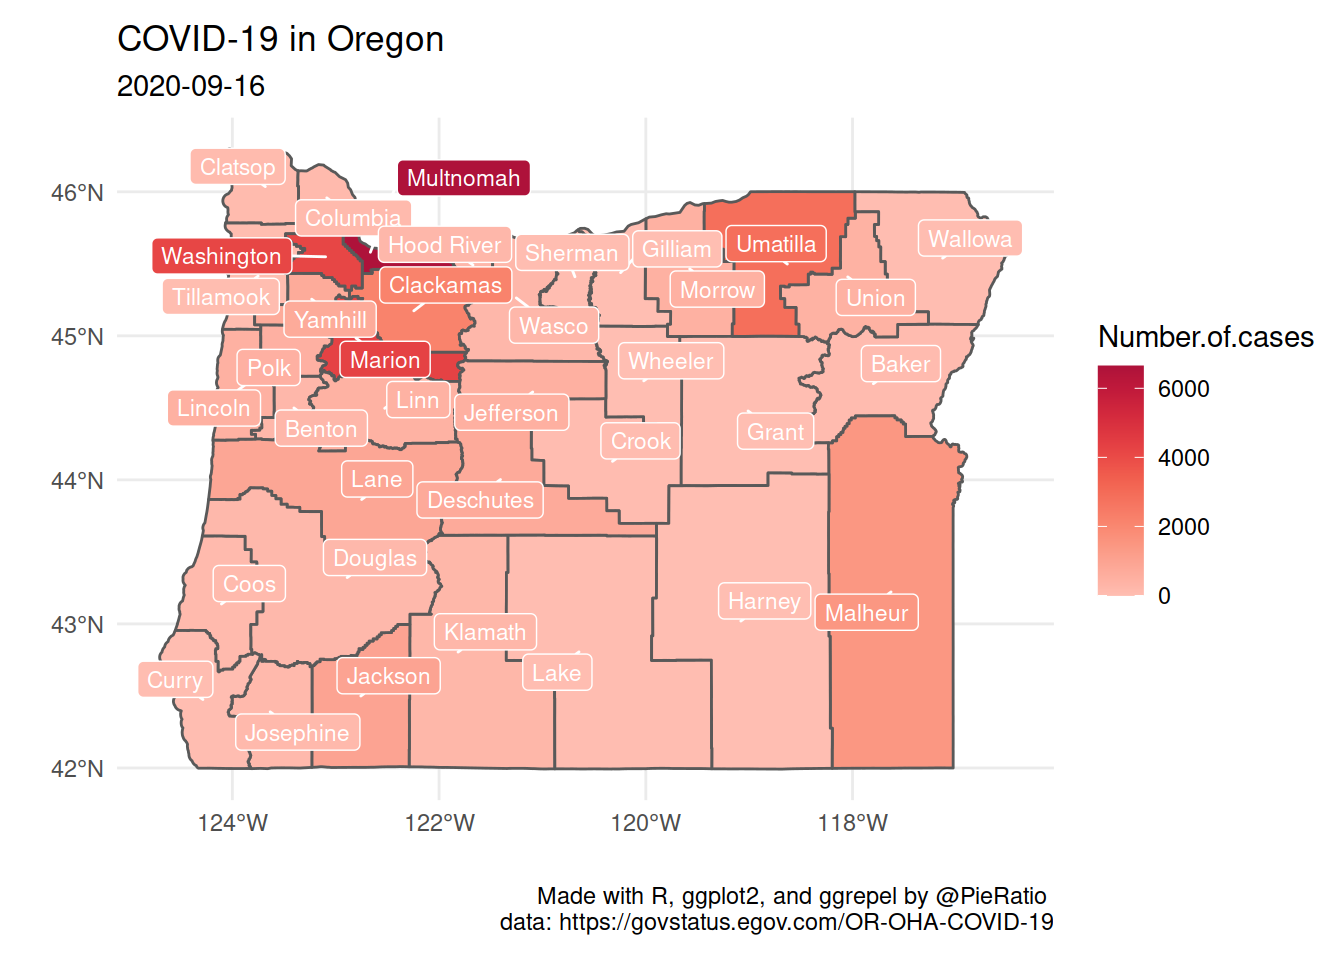 COVID-19 in Oregon
2020-09-16
Clatsop
Multnomah
46°N
Columbia
Wallowa
Washington
Hood River
Sherman
Gilliam
Umatilla
Tillamook
Clackamas
Morrow
Union
Yamhill
Wasco
45°N
Number.of.cases
Marion
Wheeler
Baker
Polk
6000
Lincoln
Linn
Jefferson
Benton
Crook
Grant
4000
44°N
Lane
Deschutes
2000
Douglas
Coos
Harney
Malheur
0
43°N
Klamath
Curry
Jackson
Lake
Josephine
42°N
124°W
122°W
120°W
118°W
Made with R, ggplot2, and ggrepel by @PieRatio
data: https://govstatus.egov.com/OR-OHA-COVID-19